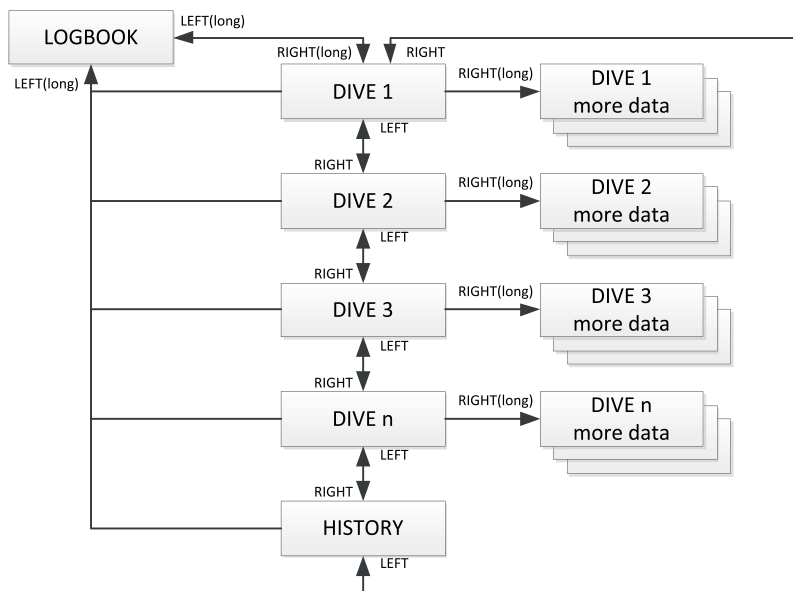 LEFT(long)
LOGBOOK
RIGHT(long)
RIGHT
LEFT(long)
DIVE 1
RIGHT(long)
DIVE 1
more data
LEFT
RIGHT
DIVE 2
RIGHT(long)
DIVE 2
more data
LEFT
RIGHT
DIVE 3
RIGHT(long)
DIVE 3
more data
LEFT
RIGHT
DIVE n
RIGHT(long)
DIVE n
more data
LEFT
RIGHT
HISTORY
LEFT